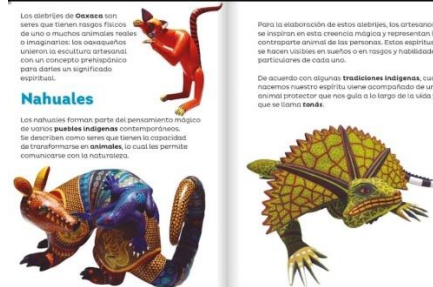 Los alebrijes de Oaxaca son
seres que tienen rasgos físicos
de uno o muchos animales reales
o imaginarios: los oaxaqueños
unieron la escultura artesanal
con un concepto prehispánico
para darles un significado
espiritual.
Nahuales
Los nahuales forman parte del pensamiento mágico
de varios pueblos indígenas contemporáneos.
Se describen como seres que tienen la capacidad
de transformarse en animales, lo cual les permite
comunicarse con la naturaleza.
Para la elaboración de estos alebrijes, los artesanos
se inspiran en esta creencia mágica y representan l
contraparte animal de las personas. Estos espíritus
se hacen visibles en sueños o en rasgos y habilidade
particulares de cada uno.
De acuerdo con algunas tradiciones indígenas, cua
nacemos nuestro espíritu viene acompañado de un
animal protector que nos guía a lo largo de la vida
que se llama tonás.